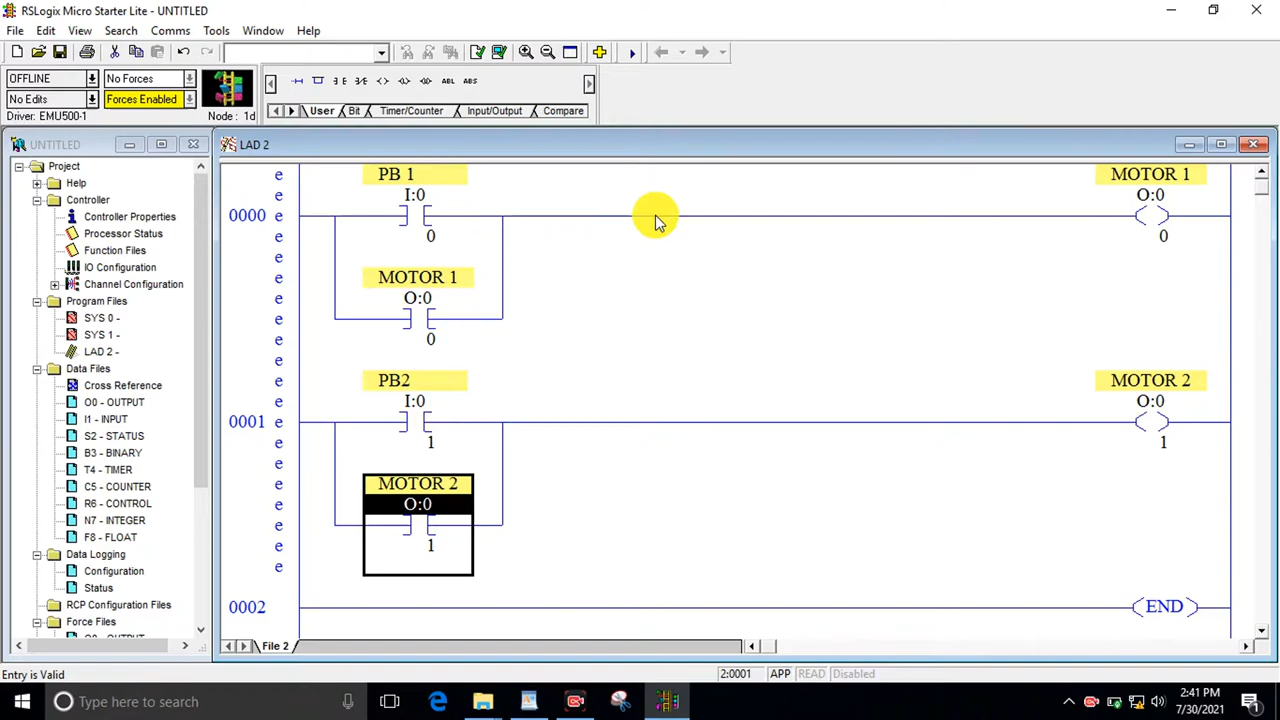 RSLogix Micro Starter Lite - UNTITLED
File Edit View Search Comms Tools Window Help
OFFLINE No Forces
No Edits Forces Enabled
Driver: EMU500-1 Node : 1d
ABL ABS
User Bit Timer/Counter Input/Output Compare
UNTITLED
Project
Help
Controller
Controller Properties
Processor Status
Function Files
IO Configuration
Channel Configuration
Program Files
SYS 0 -
SYS 1 -
LAD 2 -
Data Files
Cross Reference
O0 - OUTPUT
I1 - INPUT
S2 - STATUS
B3 - BINARY
T4 - TIMER
C5 - COUNTER
R6 - CONTROL
N7 - INTEGER
F8 - FLOAT
Data Logging
Configuration
Status
RCP Configuration Files
Force Files
O0 - OUTPUT
LAD 2
e PB 1 MOTOR 1
e I:0 O:0
0000 e
e 0 0
e
e MOTOR 1
e O:0
e
e 0
e
e PB2 MOTOR 2
e I:0 O:0
0001 e
e 1 1
e
e MOTOR 2
e O:0
e
e 1
e
0002 END
File 2
Entry is Valid 2:0001 APP READ Disabled
Type here to search
2:41 PM
7/30/2021
1